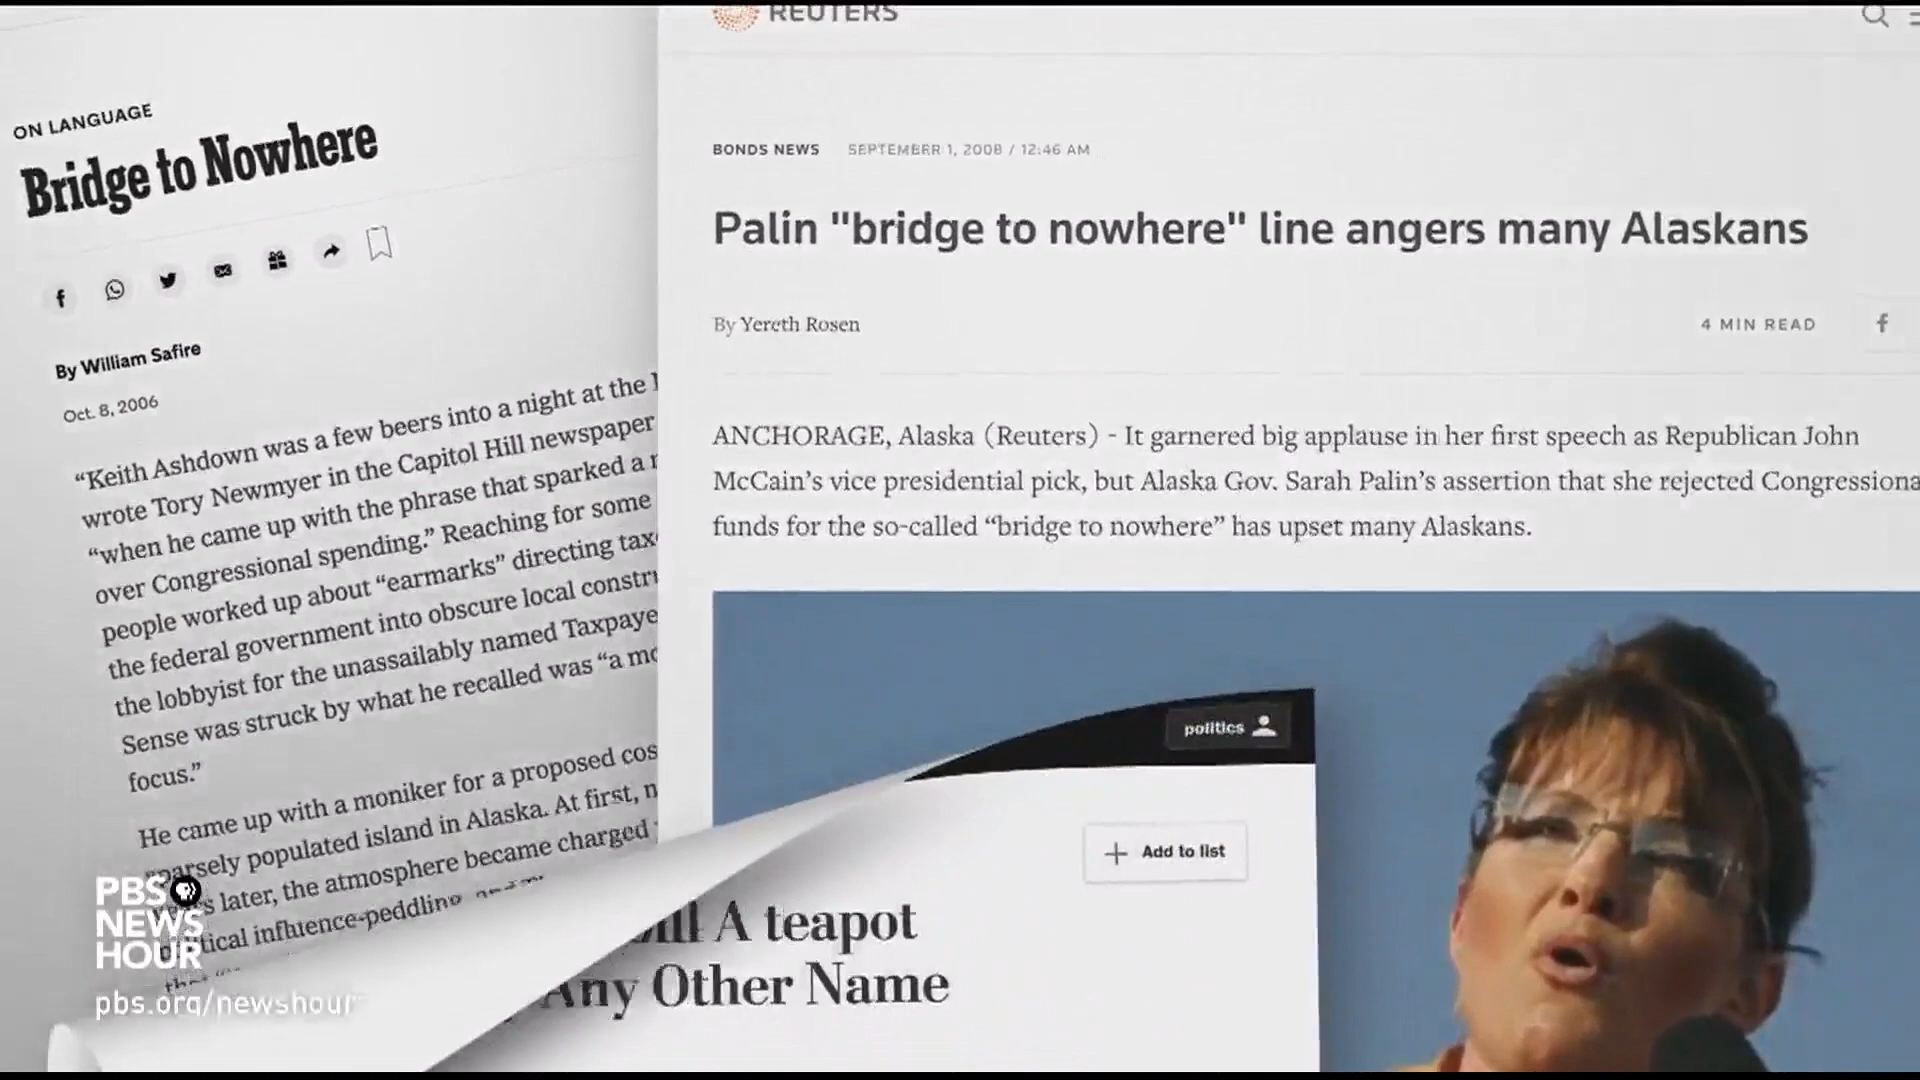 ON LANGUAGE
Bridge to Nowhere
By William Safire
Oct. 8, 2006
“Keith Ashdown was a few beers into a night at the
wrote Tory Newmyer in the Capitol Hill newspaper
“when he came up with the phrase that sparked a
over Congressional spending.” Reaching for some
people worked up about “earmarks” directing
the federal government into obscure local
the lobbyist for the unassailably named
Sense was struck by what he recalled was “a
focus.”
He came up with a moniker for a proposed
sparsely populated island in Alaska. At first,
later, the atmosphere became charged
influence-peddling
REUTERS
BONDS NEWS SEPTEMBERR 1, 2008 / 12:46 AM
Palin "bridge to nowhere" line angers many Alaskans
By Yereth Rosen
4 MIN READ
ANCHORAGE, Alaska (Reuters) - It garnered big applause in her first speech as Republican John
McCain’s vice presidential pick, but Alaska Gov. Sarah Palin’s assertion that she rejected Congressiona
funds for the so-called “bridge to nowhere” has upset many Alaskans.
politics
Add to list
A teapot
Any Other Name
PBS
NEWS
HOUR
pbs.org/newshour